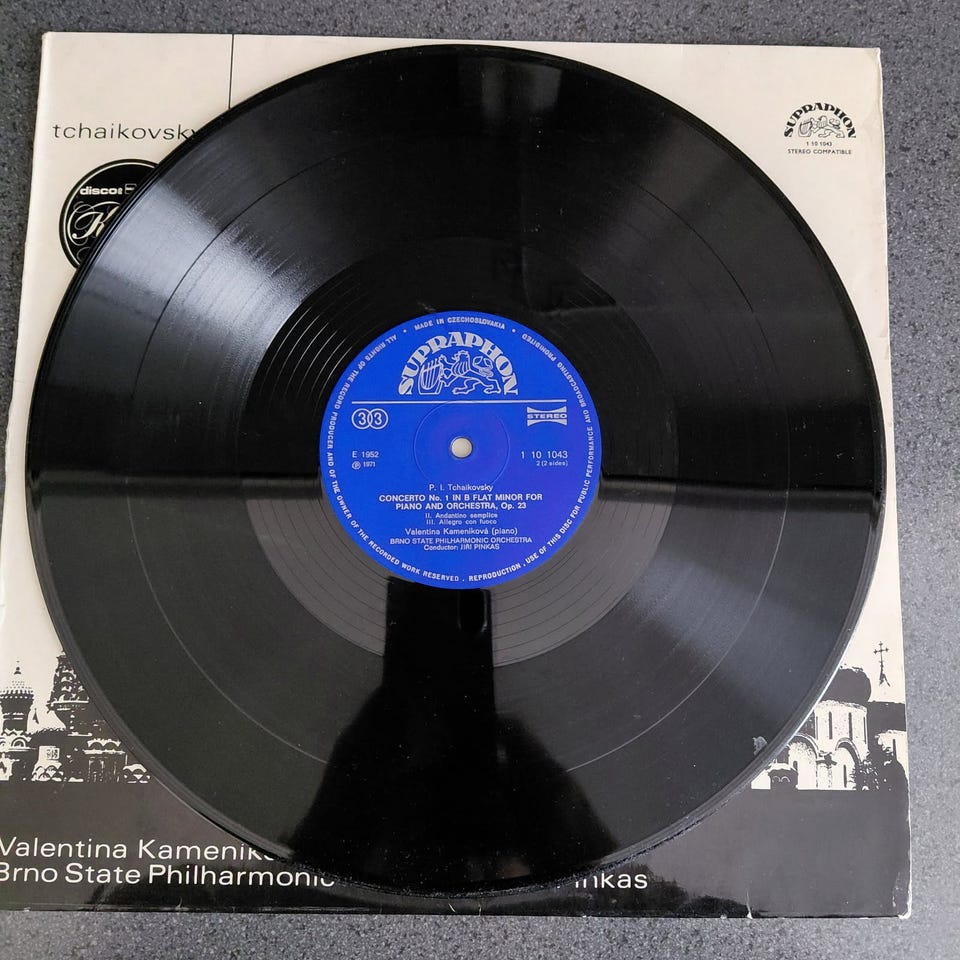 tchaikovsky
SUPRAPHON
1 10 1043
STEREO COMPATIBLE
disco
K
ALL RIGHTS OF THE RECORD PRODUCER AND OF THE OWNER OF THE RECORDED WORK RESERVED . REPRODUCTION , USE OF THIS DISC FOR PUBLIC PERFORMANCE AND BROADCASTING PROHIBITED
• MADE IN CZECHOSLOVAKIA •
SUPRAPHON
33
STEREO
E 1952
1 10 1043
℗ 1971
2 (2 sides)
P. I. Tchaikovsky
CONCERTO No. 1 IN B FLAT MINOR FOR
PIANO AND ORCHESTRA, Op. 23
II. Andantino semplice
III. Allegro con fuoco
Valentina Kameníková (piano)
BRNO STATE PHILHARMONIC ORCHESTRA
Conductor: JIŘÍ PINKAS
Valentina Kamenik
Brno State Philharmonic inkas